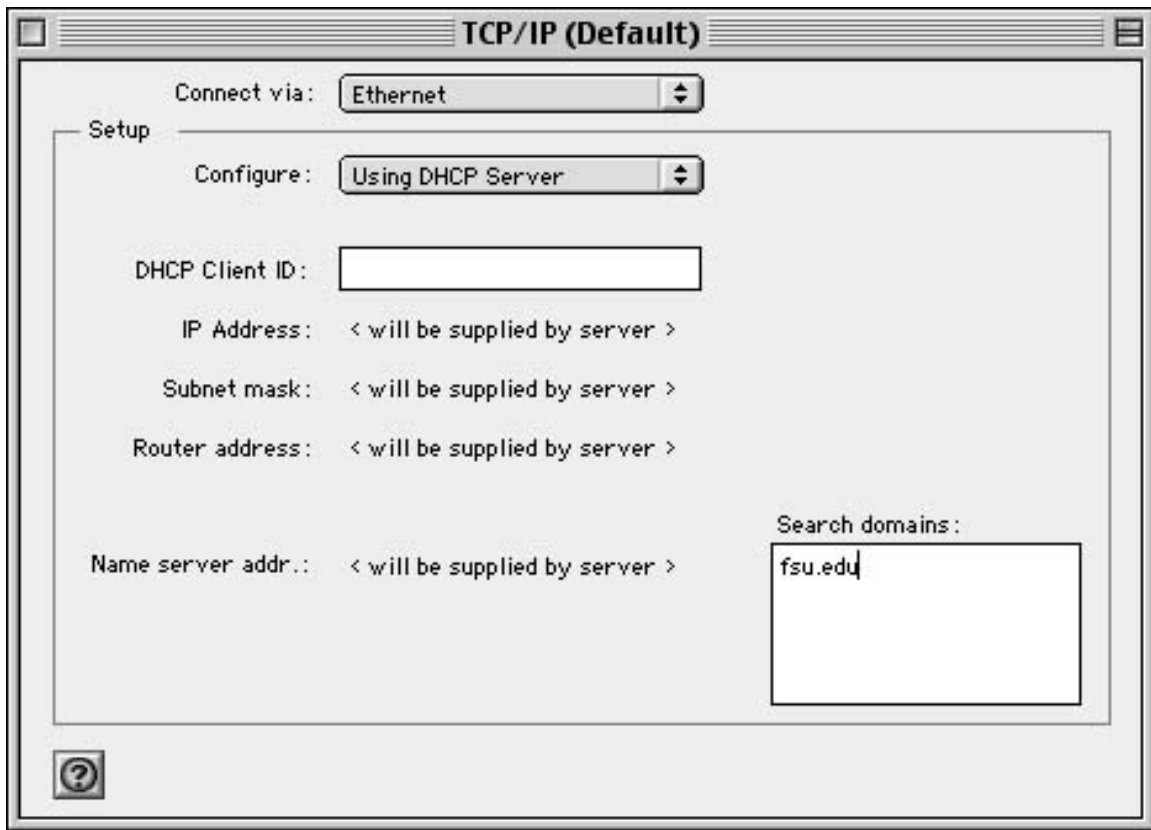 TCP/IP (Default)
Connect via: Ethernet
Setup
Configure: Using DHCP Server
DHCP Client ID:
IP Address: < will be supplied by server >
Subnet mask: < will be supplied by server >
Router address: < will be supplied by server >
Search domains:
Name server addr.: < will be supplied by server > fsu.edu
?